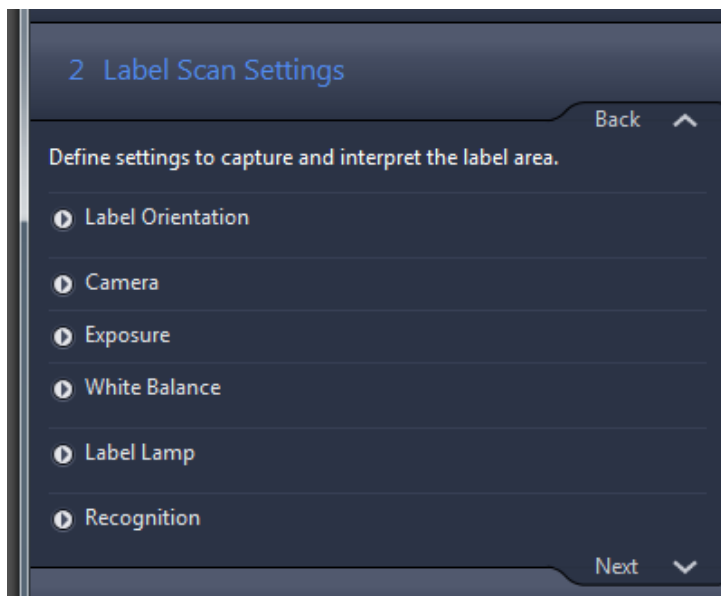 2 Label Scan Settings
Back
Define settings to capture and interpret the label area.
Label Orientation
Camera
Exposure
White Balance
Label Lamp
Recognition
Next